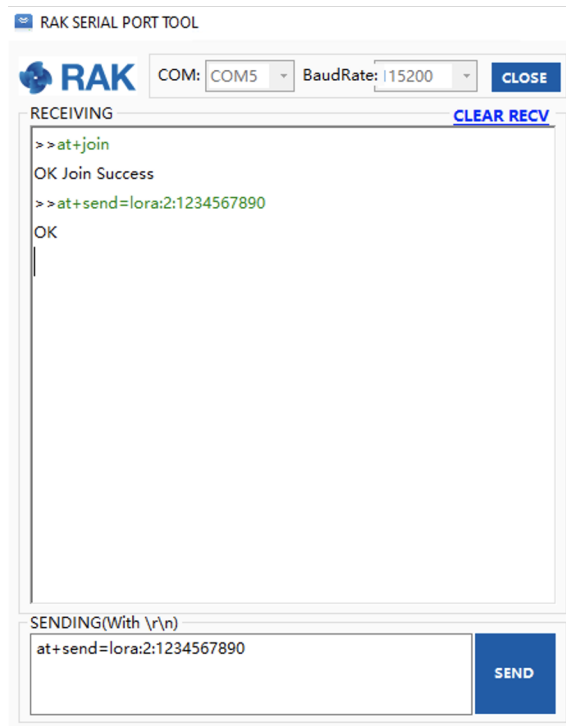 RAK SERIAL PORT TOOL
RAK COM: COM5 BaudRate: 115200 CLOSE
RECEIVING CLEAR RECV
>>at+join
OK Join Success
>>at+send=lora:2:1234567890
OK
SENDING(With \r\n)
at+send=lora:2:1234567890
SEND